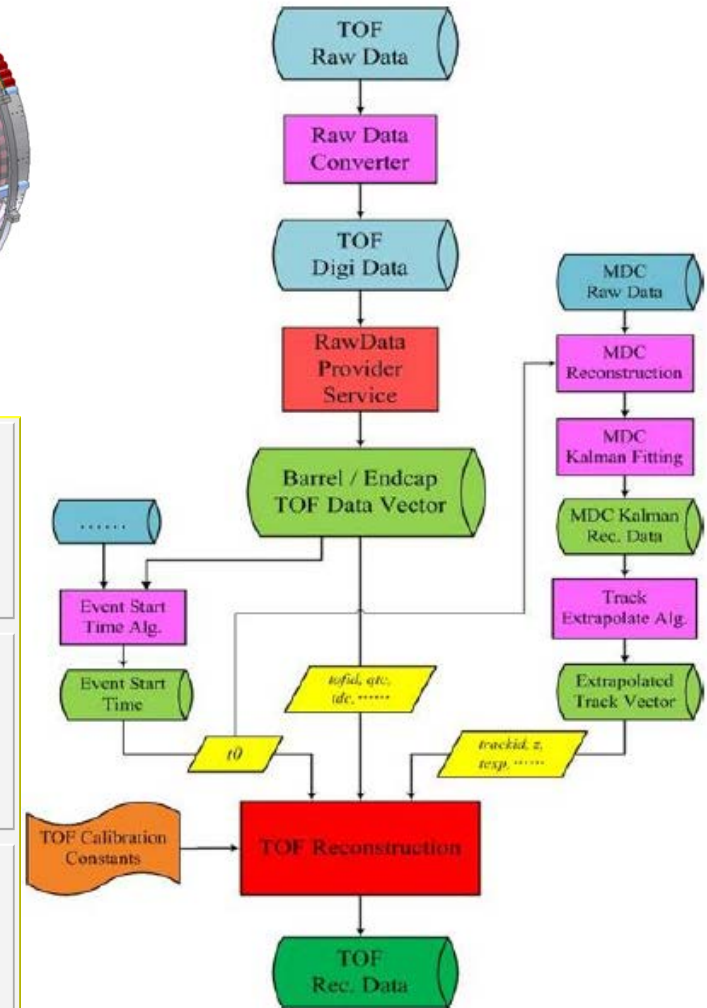 TOF
Raw Data
Raw Data
Converter
TOF
Digi Data
RawData
Provider
Service
Barrel / Endcap
TOF Data Vector
......
Event Start
Time Alg.
Event Start
Time
t0
tofid, qtc,
tdc, ......
MDC
Raw Data
MDC
Reconstruction
MDC
Kalman Fitting
MDC Kalman
Rec. Data
Track
Extrapolate Alg.
Extrapolated
Track Vector
trackid, z,
texp, ......
TOF Calibration
Constants
TOF Reconstruction
TOF
Rec. Data